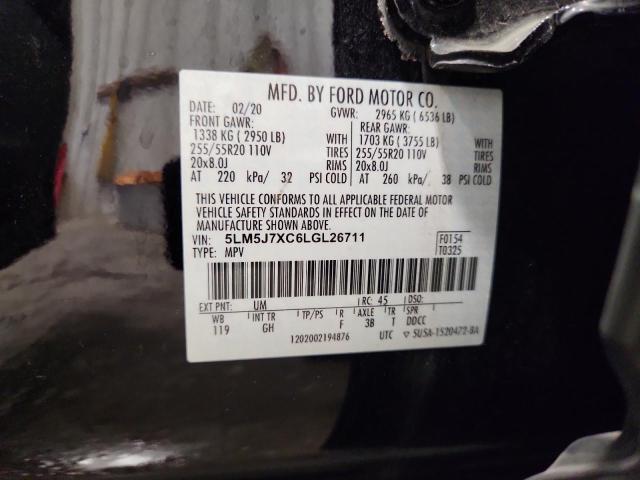 MFD. BY FORD MOTOR CO.
DATE: 02/20 GVWR: 2965 KG ( 6536 LB)
FRONT GAWR: REAR GAWR:
1338 KG ( 2950 LB) WITH 1703 KG ( 3755 LB) WITH
255/55R20 110V TIRES 255/55R20 110V TIRES
20x8.0J RIMS 20x8.0J RIMS
AT 220 kPa/ 32 PSI COLD AT 260 kPa/ 38 PSI COLD
THIS VEHICLE CONFORMS TO ALL APPLICABLE FEDERAL MOTOR
VEHICLE SAFETY STANDARDS IN EFFECT ON THE DATE OF
MANUFACTURE SHOWN ABOVE.
VIN: 5LM5J7XC6LGL26711 F0154
TYPE: MPV T0325
EXT PNT: UM RC: 45 DSO:
WB INT TR TP/PS R AXLE TR SPR
119 GH F 3B T DDCC
1202002194876 UTC ▽ 5USA-1520472-BA